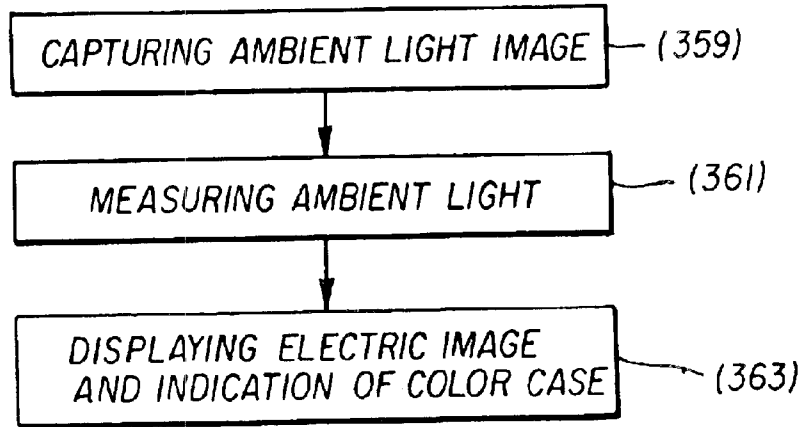 CAPTURING AMBIENT LIGHT IMAGE (359)
MEASURING AMBIENT LIGHT (361)
DISPLAYING ELECTRIC IMAGE
AND INDICATION OF COLOR CASE (363)